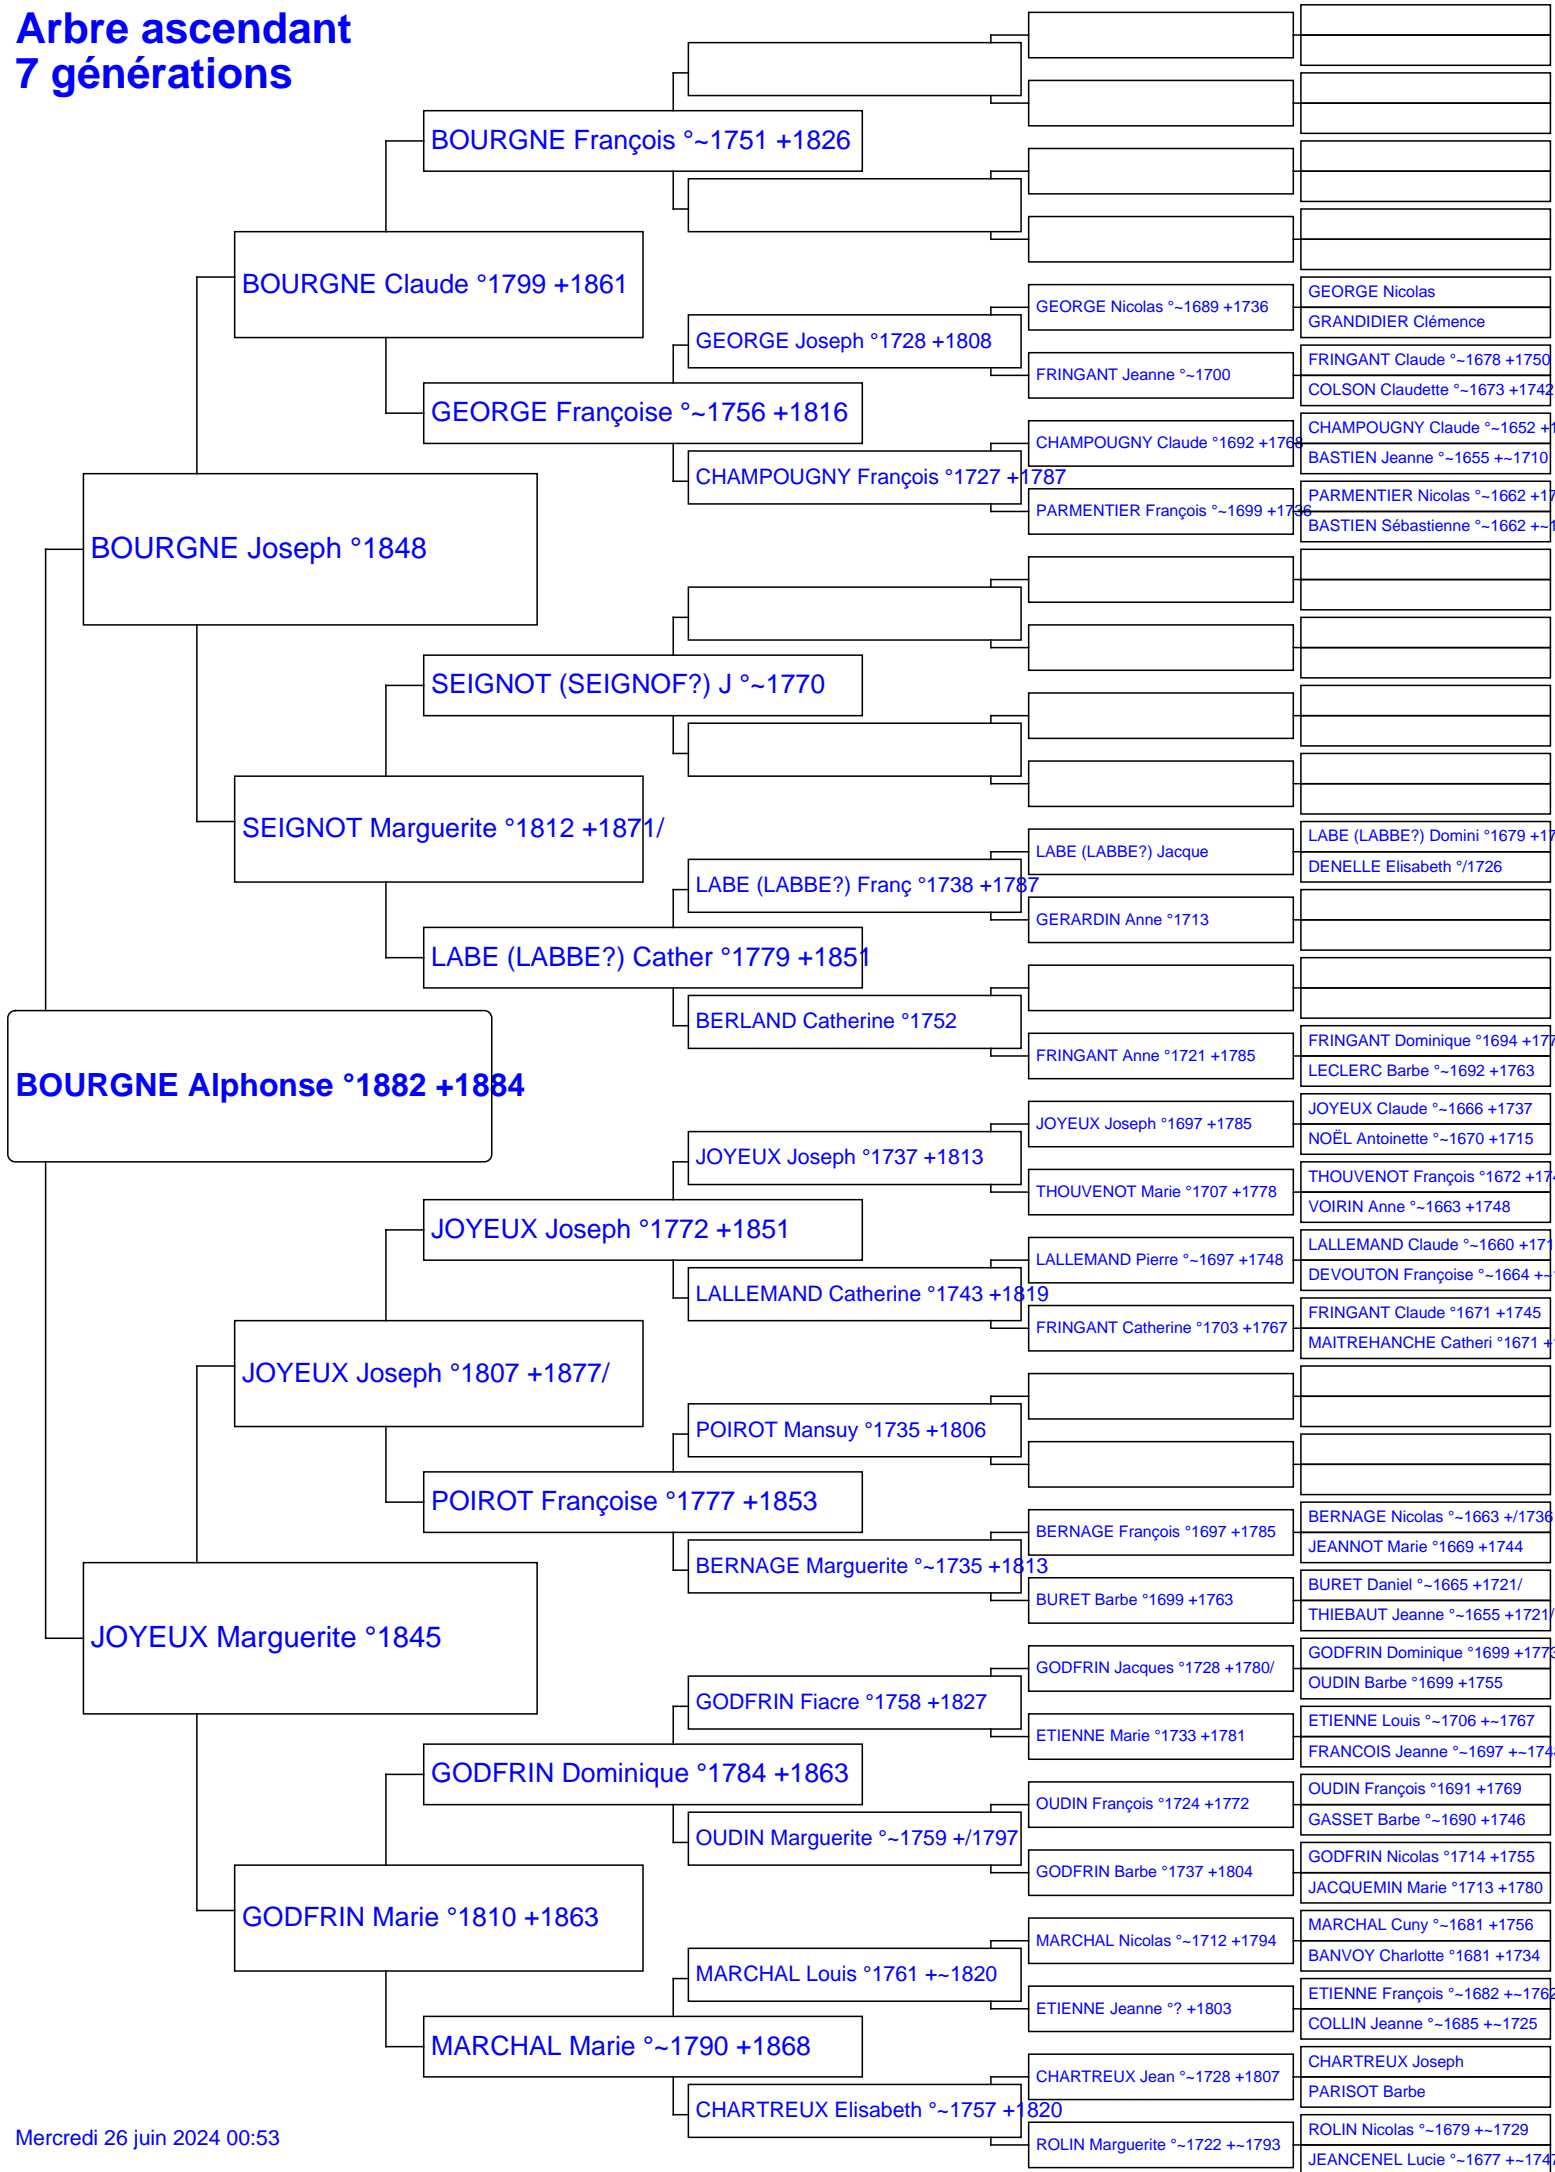 Arbre ascendant
7 générations
BOURGNE François °~1751 +1826
BOURGNE Claude °1799 +1861
GEORGE Nicolas °~1689 +1736
GEORGE Nicolas
GRANDIDIER Clémence
GEORGE Joseph °1728 +1808
FRINGANT Jeanne °~1700
FRINGANT Claude °~1678 +1750
COLSON Claudette °~1673 +1742
GEORGE Françoise °~1756 +1816
CHAMPOUGNY Claude °1692 +1768
CHAMPOUGNY Claude °~1652 +1
BASTIEN Jeanne °~1655 +~1710
CHAMPOUGNY François °1727 +1787
PARMENTIER François °~1699 +1736
PARMENTIER Nicolas °~1662 +17
BASTIEN Sébastienne °~1662 +~1
BOURGNE Joseph °1848
SEIGNOT (SEIGNOF?) J °~1770
SEIGNOT Marguerite °1812 +1871/
LABE (LABBE?) Jacque
LABE (LABBE?) Domini °1679 +17
DENELLE Elisabeth °/1726
LABE (LABBE?) Franç °1738 +1787
GERARDIN Anne °1713
LABE (LABBE?) Cather °1779 +1851
BERLAND Catherine °1752
FRINGANT Anne °1721 +1785
FRINGANT Dominique °1694 +177
LECLERC Barbe °~1692 +1763
BOURGNE Alphonse °1882 +1884
JOYEUX Joseph °1697 +1785
JOYEUX Claude °~1666 +1737
NOËL Antoinette °~1670 +1715
JOYEUX Joseph °1737 +1813
THOUVENOT Marie °1707 +1778
THOUVENOT François °1672 +174
VOIRIN Anne °~1663 +1748
JOYEUX Joseph °1772 +1851
LALLEMAND Pierre °~1697 +1748
LALLEMAND Claude °~1660 +171
DEVOUTON Françoise °~1664 +~
LALLEMAND Catherine °1743 +1819
FRINGANT Catherine °1703 +1767
FRINGANT Claude °1671 +1745
MAITREHANCHE Catheri °1671 +
JOYEUX Joseph °1807 +1877/
POIROT Mansuy °1735 +1806
POIROT Françoise °1777 +1853
BERNAGE François °1697 +1785
BERNAGE Nicolas °~1663 +/1736
JEANNOT Marie °1669 +1744
BERNAGE Marguerite °~1735 +1813
BURET Barbe °1699 +1763
BURET Daniel °~1665 +1721/
THIEBAUT Jeanne °~1655 +1721/
JOYEUX Marguerite °1845
GODFRIN Jacques °1728 +1780/
GODFRIN Dominique °1699 +1773
OUDIN Barbe °1699 +1755
GODFRIN Fiacre °1758 +1827
ETIENNE Marie °1733 +1781
ETIENNE Louis °~1706 +~1767
FRANCOIS Jeanne °~1697 +~1748
GODFRIN Dominique °1784 +1863
OUDIN François °1724 +1772
OUDIN François °1691 +1769
GASSET Barbe °~1690 +1746
OUDIN Marguerite °~1759 +/1797
GODFRIN Barbe °1737 +1804
GODFRIN Nicolas °1714 +1755
JACQUEMIN Marie °1713 +1780
GODFRIN Marie °1810 +1863
MARCHAL Nicolas °~1712 +1794
MARCHAL Cuny °~1681 +1756
BANVOY Charlotte °1681 +1734
MARCHAL Louis °1761 +~1820
ETIENNE Jeanne °? +1803
ETIENNE François °~1682 +~1762
COLLIN Jeanne °~1685 +~1725
MARCHAL Marie °~1790 +1868
CHARTREUX Jean °~1728 +1807
CHARTREUX Joseph
PARISOT Barbe
CHARTREUX Elisabeth °~1757 +1820
ROLIN Marguerite °~1722 +~1793
ROLIN Nicolas °~1679 +~1729
JEANCENEL Lucie °~1677 +~1747
Mercredi 26 juin 2024 00:53